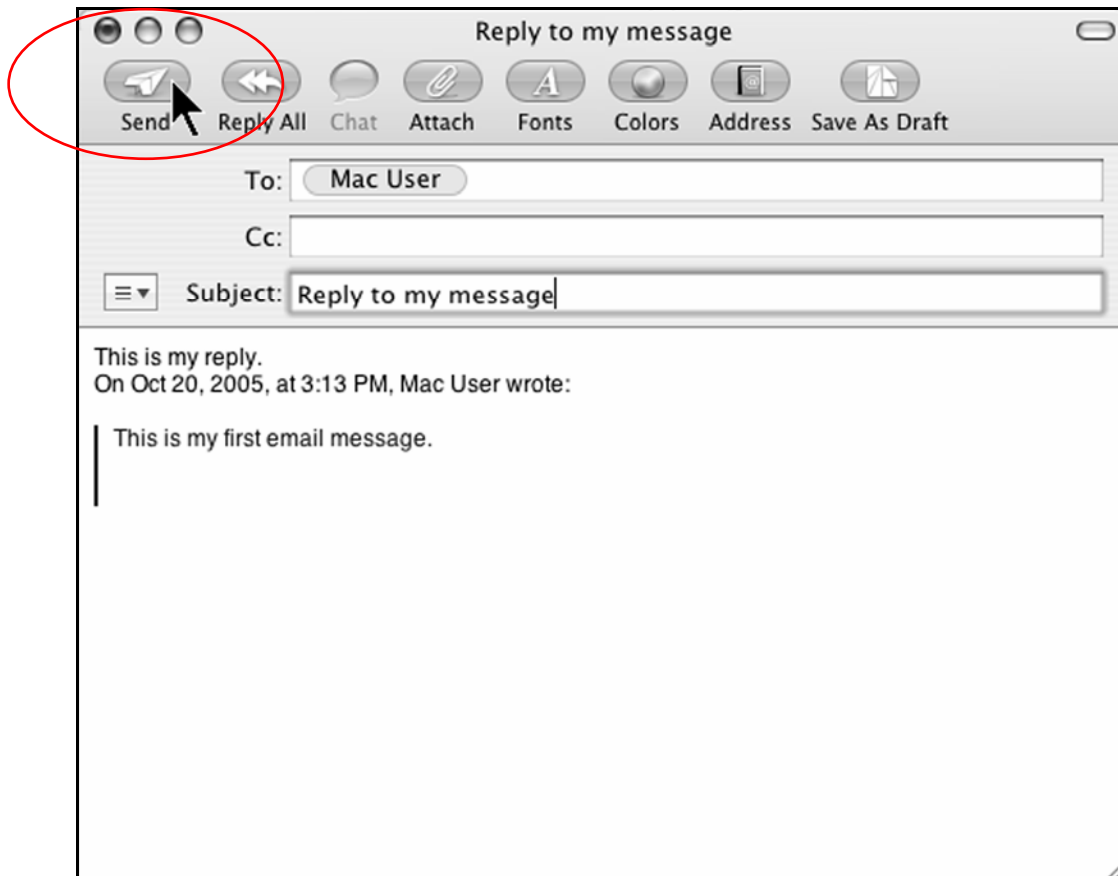 Reply to my message
Send Reply All Chat Attach Fonts Colors Address Save As Draft
To: Mac User
Cc:
Subject: Reply to my message
This is my reply.
On Oct 20, 2005, at 3:13 PM, Mac User wrote:
This is my first email message.